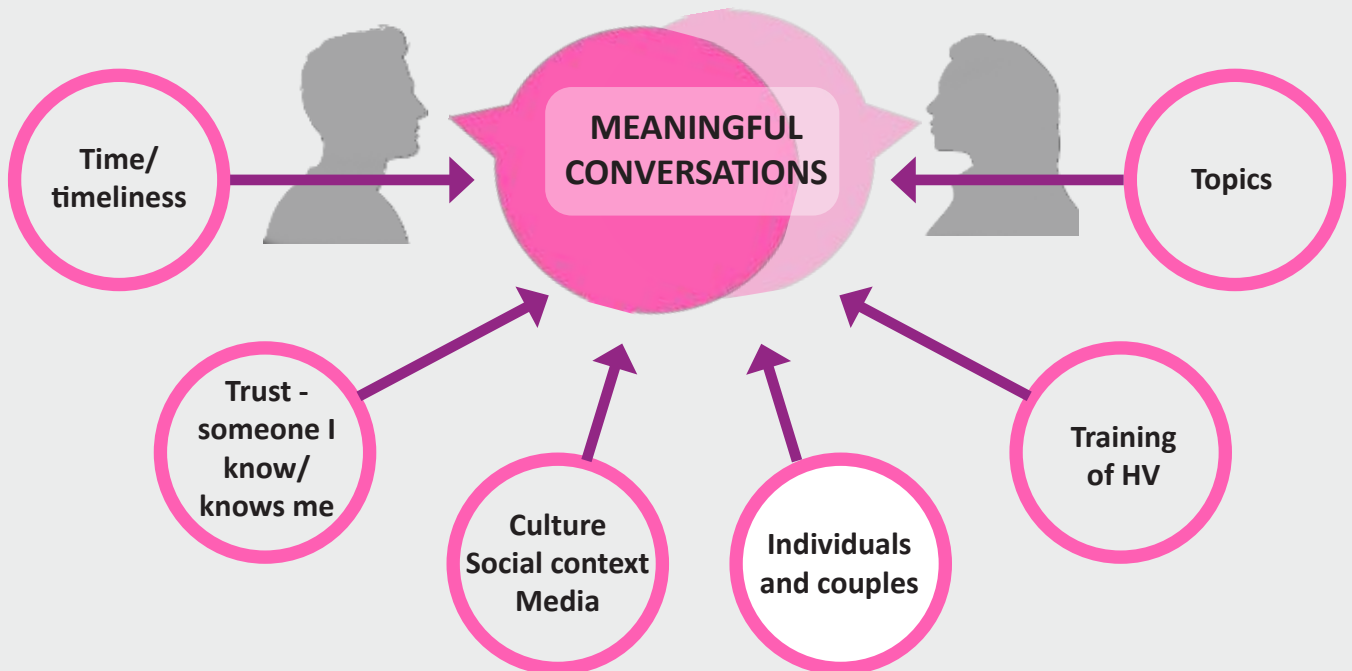 MEANINGFUL
CONVERSATIONS
Time/
timeliness
Topics
Trust -
someone I
know/
knows me
Culture
Social context
Media
Individuals
and couples
Training
of HV